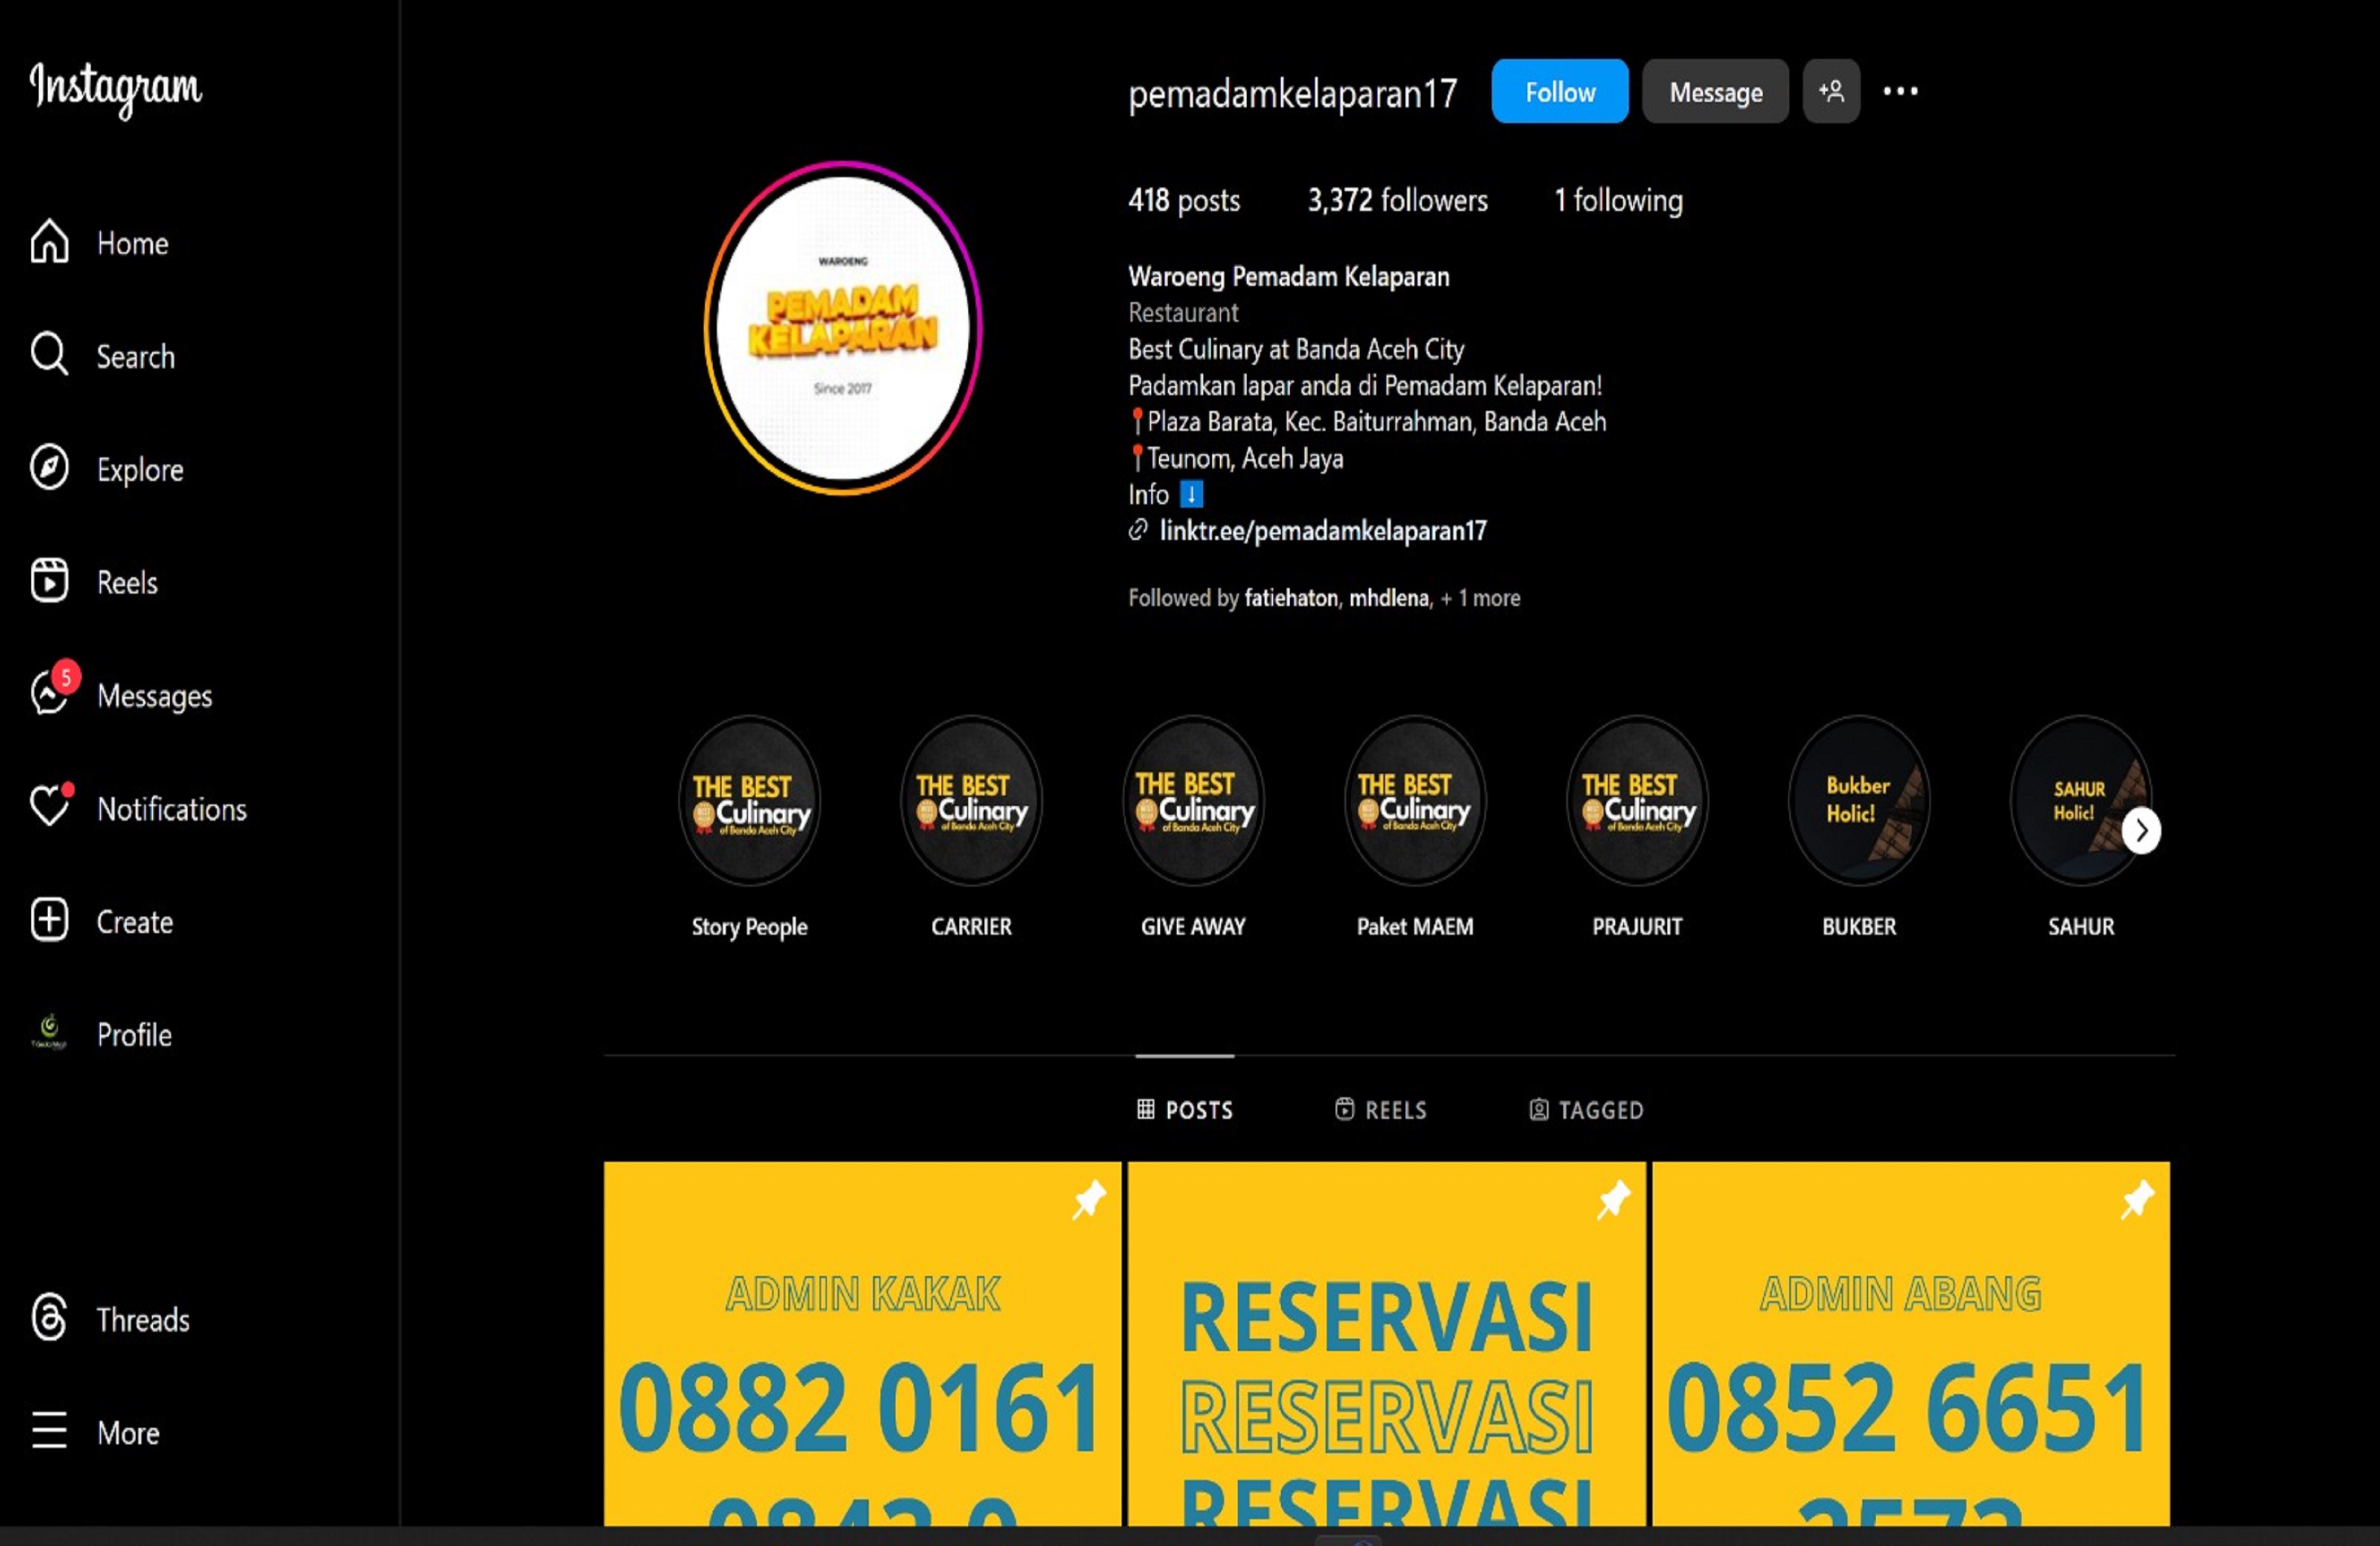 Instagram
Home
Search
Explore
Reels
5
Messages
Notifications
Create
Profile
Threads
More
pemadamkelaparan17
Follow
Message
418 posts
3,372 followers
1 following
WAROENG
PEMADAM
KELAPARAN
Since 2017
Waroeng Pemadam Kelaparan
Restaurant
Best Culinary at Banda Aceh City
Padamkan lapar anda di Pemadam Kelaparan!
📍Plaza Barata, Kec. Baiturrahman, Banda Aceh
📍Teunom, Aceh Jaya
Info ⬇️
linktr.ee/pemadamkelaparan17
Followed by fatiehaton, mhdlena, + 1 more
THE BEST
Culinary
of Banda Aceh City
Story People
THE BEST
Culinary
of Banda Aceh City
CARRIER
THE BEST
Culinary
of Banda Aceh City
GIVE AWAY
THE BEST
Culinary
of Banda Aceh City
Paket MAEM
THE BEST
Culinary
of Banda Aceh City
PRAJURIT
Bukber
Holic!
BUKBER
SAHUR
Holic!
SAHUR
POSTS
REELS
TAGGED
ADMIN KAKAK
0882 0161
RESERVASI
RESERVASI
RESERVASI
ADMIN ABANG
0852 6651